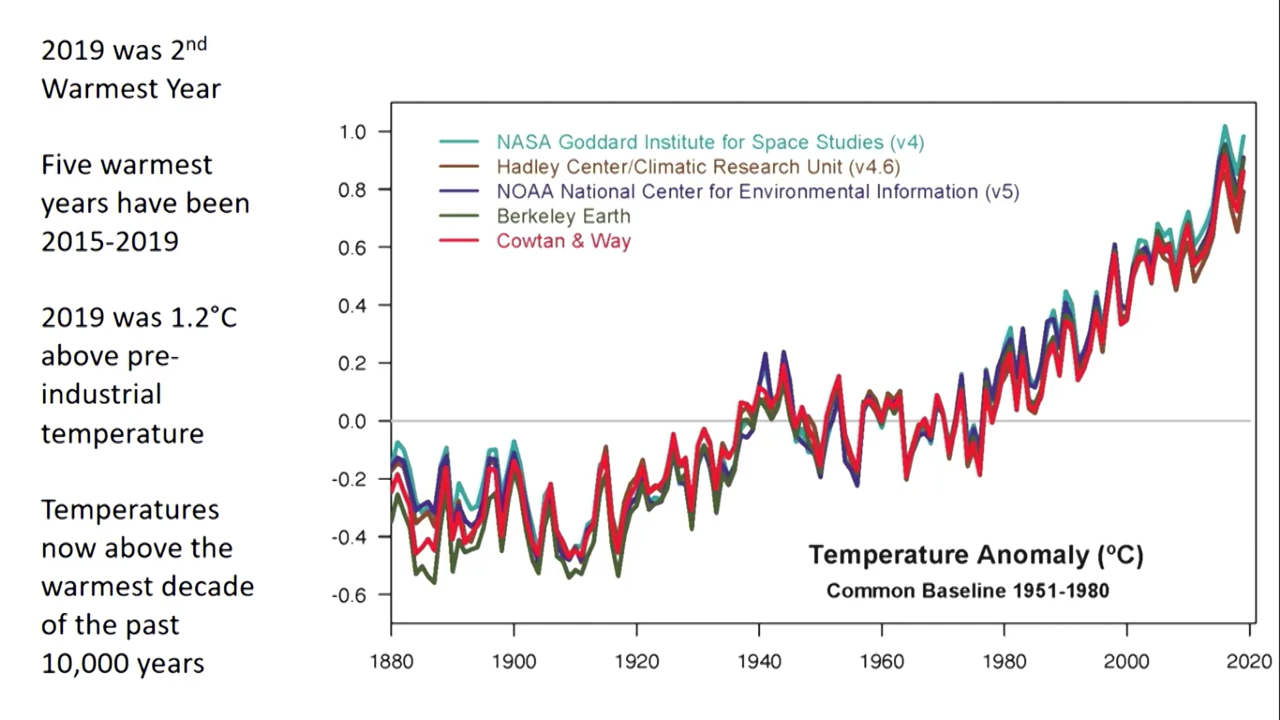 2019 was 2nd
Warmest Year
Five warmest
years have been
2015-2019
2019 was 1.2°C
above pre-
industrial
temperature
Temperatures
now above the
warmest decade
of the past
10,000 years
NASA Goddard Institute for Space Studies (v4)
Hadley Center/Climatic Research Unit (v4.6)
NOAA National Center for Environmental Information (v5)
Berkeley Earth
Cowtan & Way
1.0
0.8
0.6
0.4
0.2
0.0
-0.2
-0.4
-0.6
Temperature Anomaly (ºC)
Common Baseline 1951-1980
1880 1900 1920 1940 1960 1980 2000 2020